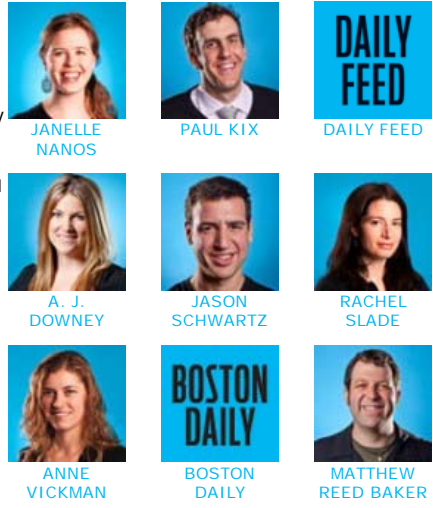 DAILY
FEED
JANELLE
NANOS
PAUL KIX
DAILY FEED
A. J.
DOWNEY
JASON
SCHWARTZ
RACHEL
SLADE
BOSTON
DAILY
ANNE
VICKMAN
BOSTON
DAILY
MATTHEW
REED BAKER